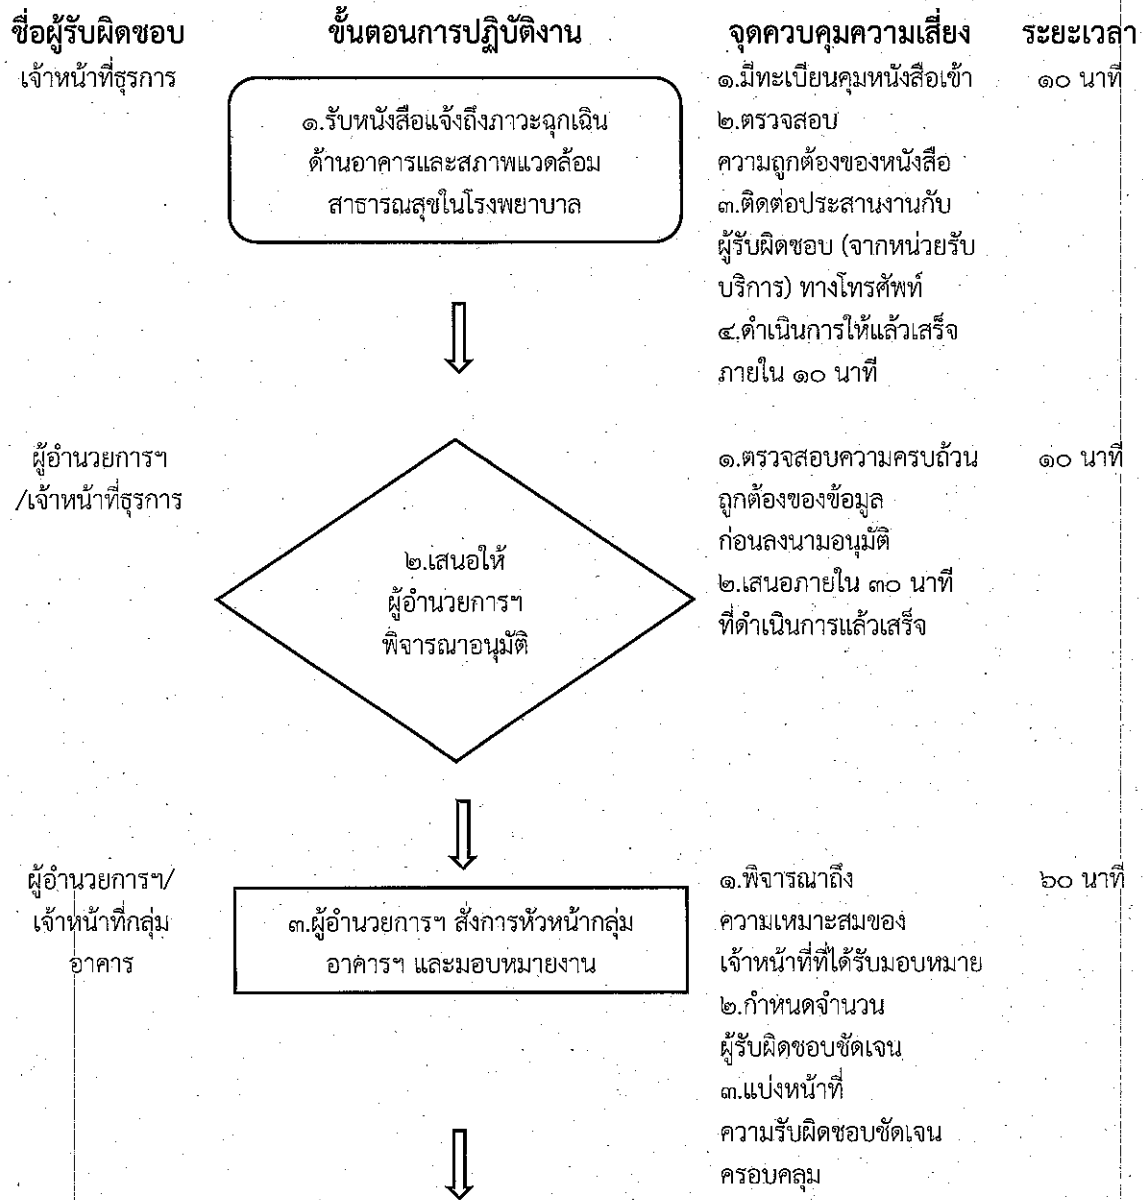 ชื่อผู้รับผิดชอบ ขั้นตอนการปฏิบัติงาน จุดควบคุมความเสี่ยง ระยะเวลา
เจ้าหน้าที่ธุรการ
๑.รับหนังสือแจ้งถึงภาวะฉุกเฉิน
ด้านอาคารและสภาพแวดล้อม
สาธารณสุขในโรงพยาบาล
๑.มีทะเบียนคุมหนังสือเข้า
๒.ตรวจสอบ
ความถูกต้องของหนังสือ
๓.ติดต่อประสานงานกับ
ผู้รับผิดชอบ (จากหน่วยรับ
บริการ) ทางโทรศัพท์
๔.ดำเนินการให้แล้วเสร็จ
ภายใน ๑๐ นาที
๑๐ นาที
ผู้อำนวยการฯ
/เจ้าหน้าที่ธุรการ
๒.เสนอให้
ผู้อำนวยการฯ
พิจารณาอนุมัติ
๑.ตรวจสอบความครบถ้วน
ถูกต้องของข้อมูล
ก่อนลงนามอนุมัติ
๒.เสนอภายใน ๓๐ นาที
ที่ดำเนินการแล้วเสร็จ
๑๐ นาที
ผู้อำนวยการฯ/
เจ้าหน้าที่กลุ่ม
อาคาร
๓.ผู้อำนวยการฯ สั่งการหัวหน้ากลุ่ม
อาคารฯ และมอบหมายงาน
๑.พิจารณาถึง
ความเหมาะสมของ
เจ้าหน้าที่ที่ได้รับมอบหมาย
๒.กำหนดจำนวน
ผู้รับผิดชอบชัดเจน
๓.แบ่งหน้าที่
ความรับผิดชอบชัดเจน
ครอบคลุม
๖๐ นาที